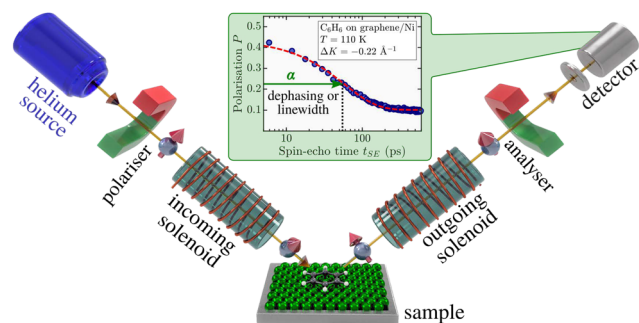 C₆H₆ on graphene/Ni
T = 110 K
ΔK = −0.22 Å⁻¹
Polarisation P
0.5
0.4
0.3
0.2
0.1
α
dephasing or
linewidth
10
100
Spin-echo time t_SE (ps)
helium
source
polariser
incoming
solenoid
sample
outgoing
solenoid
analyser
detector